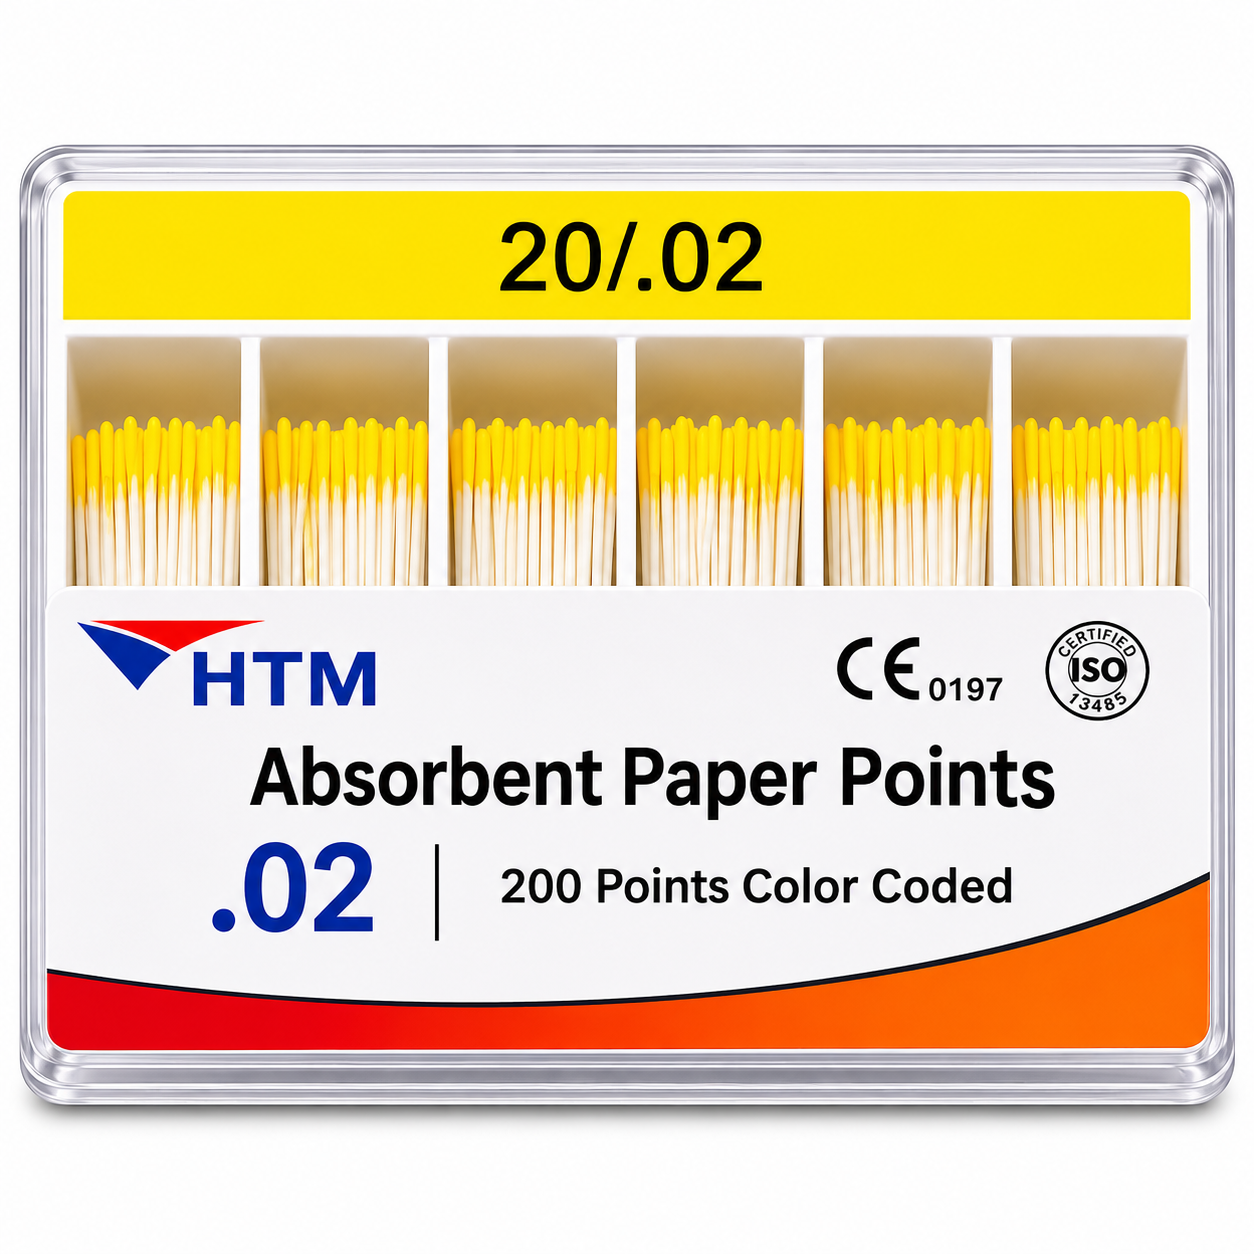 20/.02
HTM
CE 0197
CERTIFIED
ISO
13485
Absorbent Paper Points
.02
200 Points Color Coded